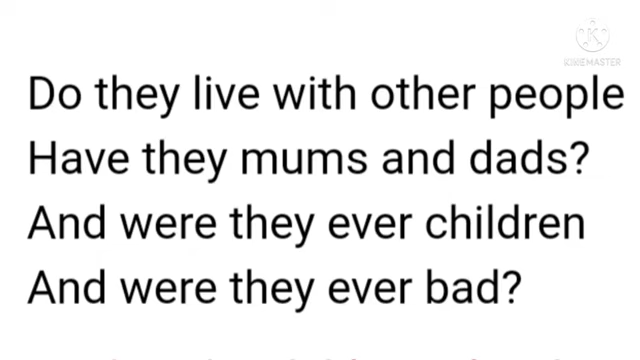 KINEMASTER
Do they live with other people
Have they mums and dads?
And were they ever children
And were they ever bad?